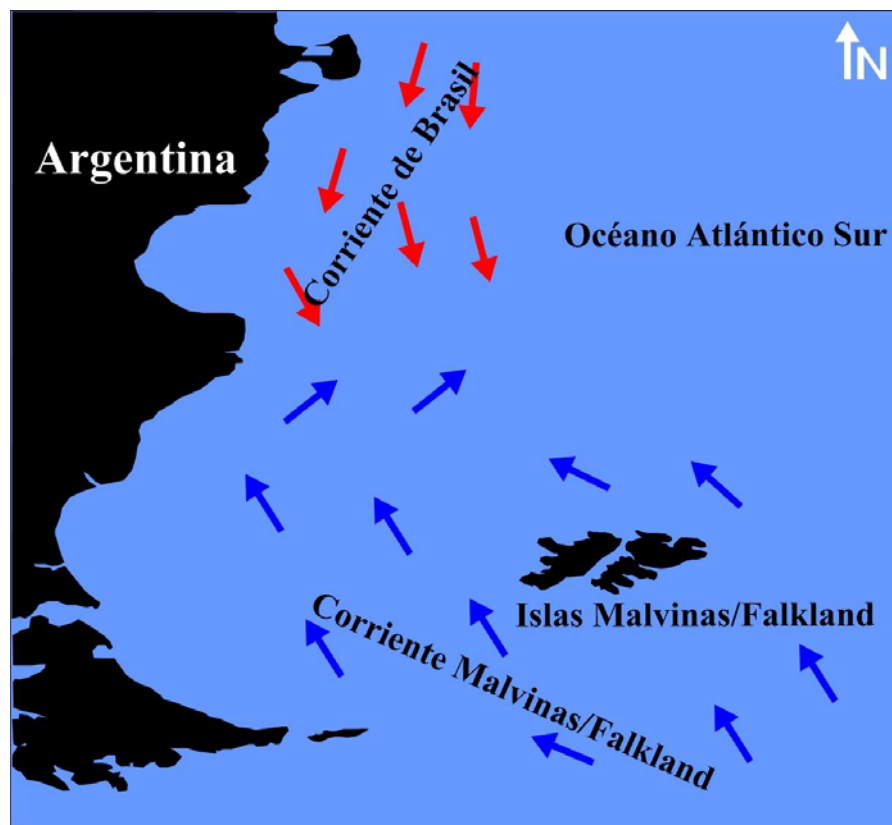 N
Corriente de Brasil
Argentina
Océano Atlántico Sur
Islas Malvinas/Falkland
Corriente Malvinas/Falkland